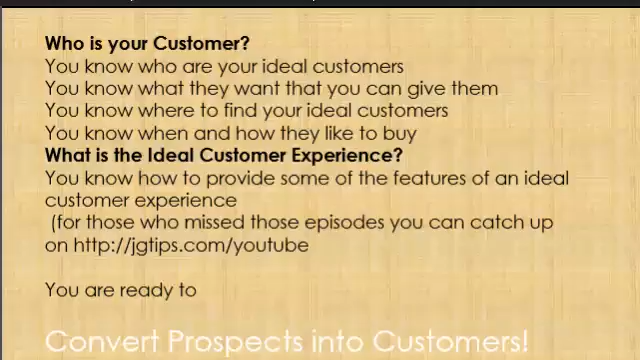 Who is your Customer?
You know who are your ideal customers
You know what they want that you can give them
You know where to find your ideal customers
You know when and how they like to buy
What is the Ideal Customer Experience?
You know how to provide some of the features of an ideal
customer experience
(for those who missed those episodes you can catch up
on http://jgtips.com/youtube
You are ready to
Convert Prospects into Customers!